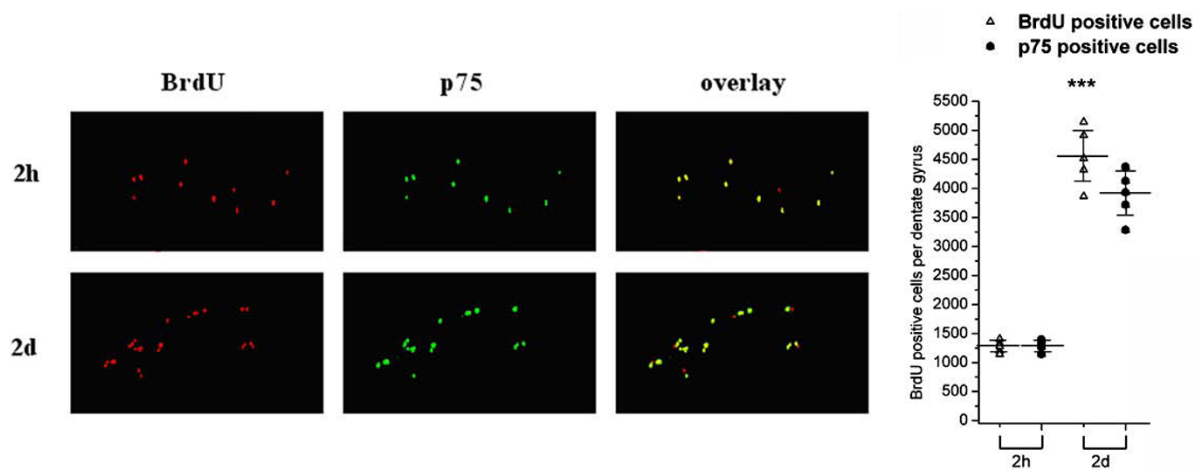 BrdU positive cells
p75 positive cells
BrdU p75 overlay
2h
2d
***
BrdU positive cells per dentate gyrus
5500
5000
4500
4000
3500
3000
2500
2000
1500
1000
500
0
2h 2d